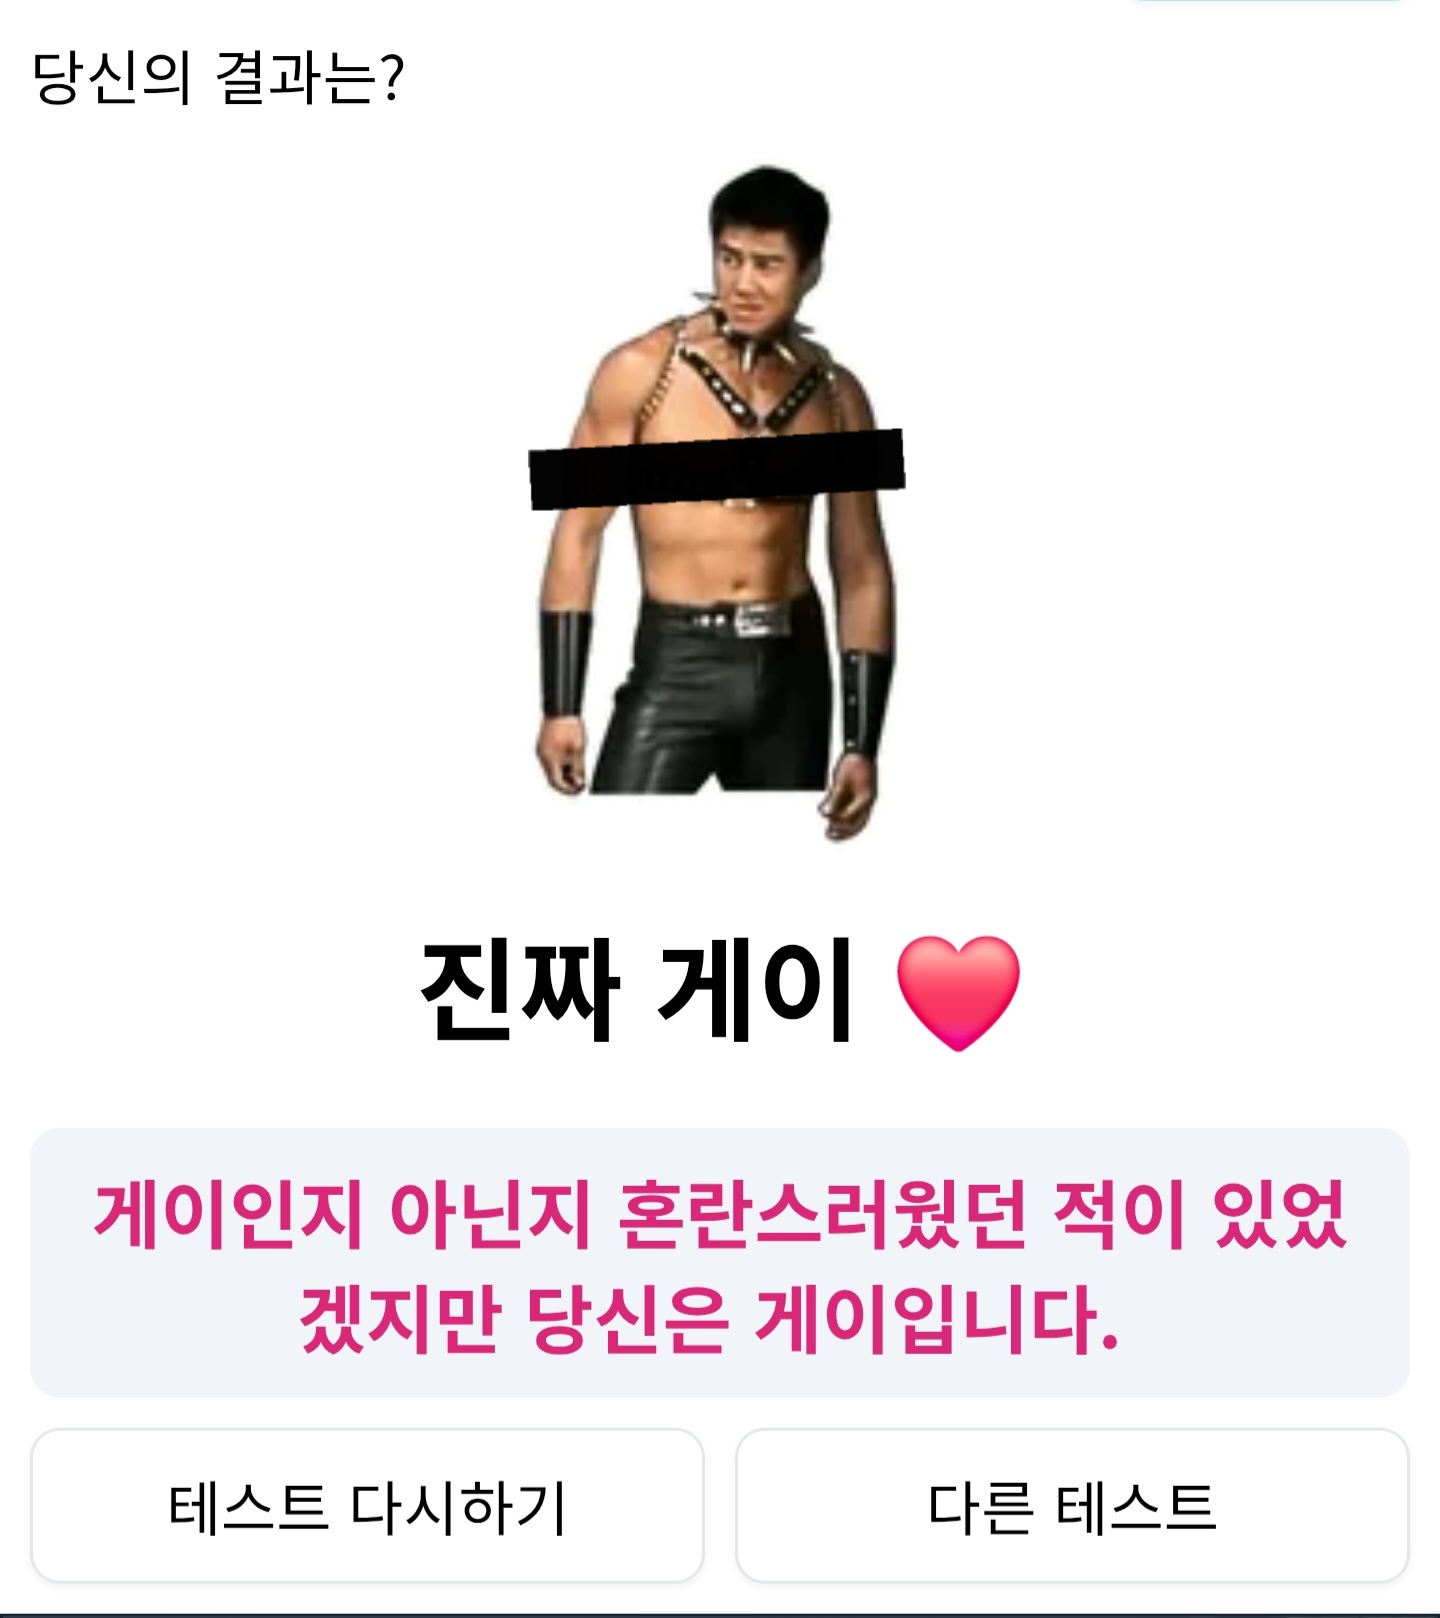 당신의 결과는?
진짜 게이 💗
게이인지 아닌지 혼란스러웠던 적이 있었
겠지만 당신은 게이입니다.
테스트 다시하기
다른 테스트